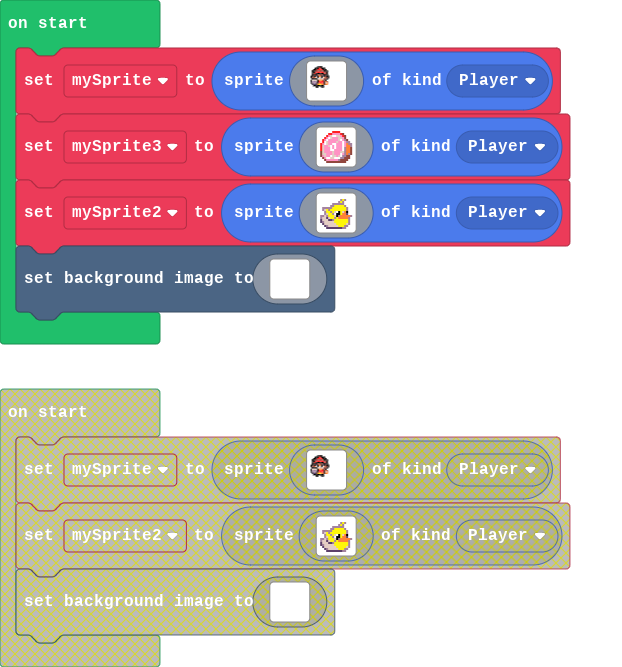 on start
set mySprite to sprite of kind Player
set mySprite3 to sprite of kind Player
set mySprite2 to sprite of kind Player
set background image to
on start
set mySprite to sprite of kind Player
set mySprite2 to sprite of kind Player
set background image to